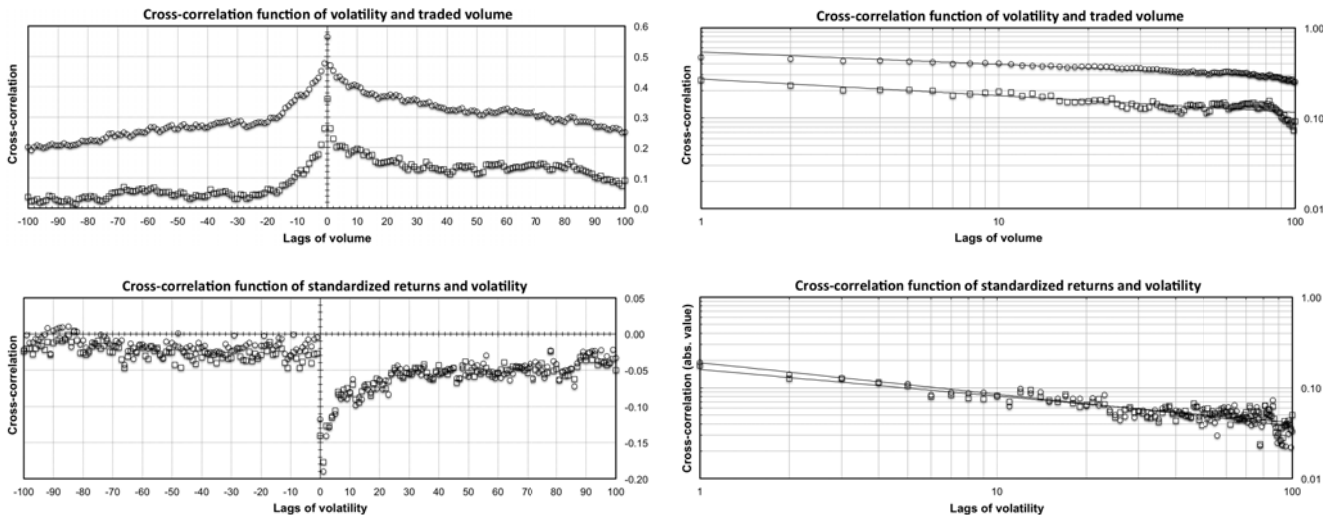 Cross-correlation function of volatility and traded volume
0.6
0.5
0.4
0.3
0.2
0.1
0.0
Cross-correlation
-100 -90 -80 -70 -60 -50 -40 -30 -20 -10 0 10 20 30 40 50 60 70 80 90 100
Lags of volume
Cross-correlation function of volatility and traded volume
1.00
0.10
0.01
Cross-correlation
1 10 100
Lags of volume
Cross-correlation function of standardized returns and volatility
0.05
0.00
-0.05
-0.10
-0.15
-0.20
Cross-correlation
-100 -90 -80 -70 -60 -50 -40 -30 -20 -10 0 10 20 30 40 50 60 70 80 90 100
Lags of volatility
Cross-correlation function of standardized returns and volatility
1.00
0.10
0.01
Cross-correlation (abs. value)
1 10 100
Lags of volatility